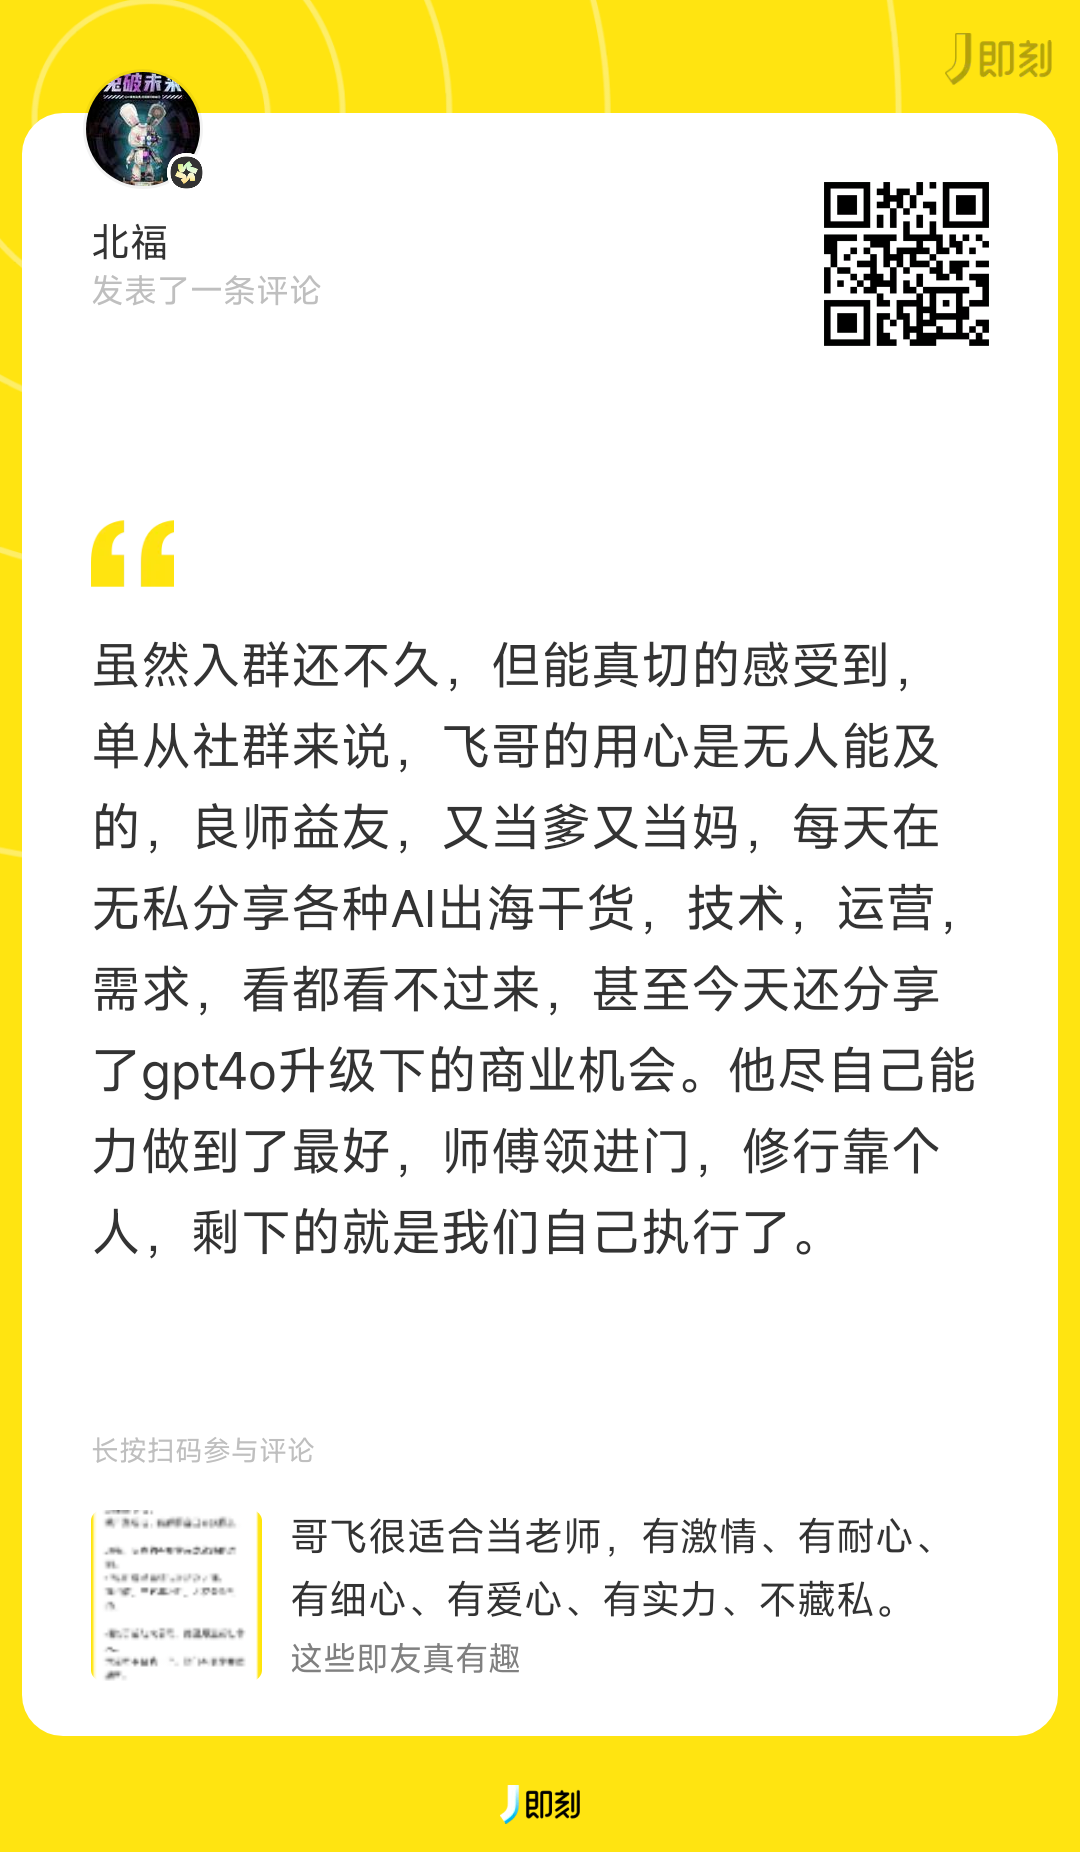 即刻
兔破未来
北福
发表了一条评论
虽然入群还不久，但能真切的感受到，
单从社群来说，飞哥的用心是无人能及
的，良师益友，又当爹又当妈，每天在
无私分享各种AI出海干货，技术，运营，
需求，看都看不过来，甚至今天还分享
了gpt4o升级下的商业机会。他尽自己能
力做到了最好，师傅领进门，修行靠个
人，剩下的就是我们自己执行了。
长按扫码参与评论
哥飞很适合当老师，有激情、有耐心、
有细心、有爱心、有实力、不藏私。
这些即友真有趣
即刻